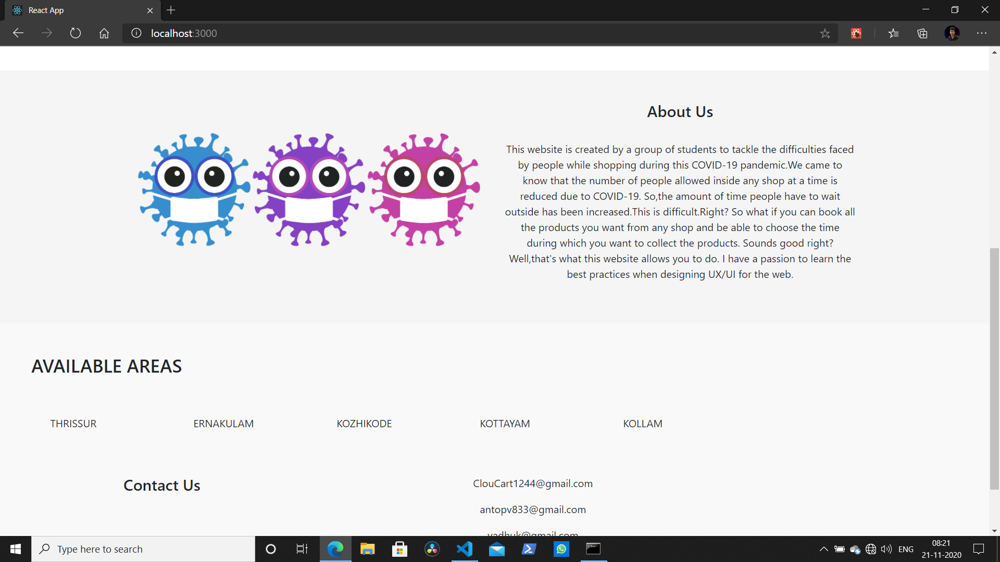 React App
localhost:3000
About Us
This website is created by a group of students to tackle the difficulties faced
by people while shopping during this COVID-19 pandemic.We came to
know that the number of people allowed inside any shop at a time is
reduced due to COVID-19. So,the amount of time people have to wait
outside has been increased.This is difficult.Right? So what if you can book all
the products you want from any shop and be able to choose the time
during which you want to collect the products. Sounds good right?
Well,that's what this website allows you to do. I have a passion to learn the
best practices when designing UX/UI for the web.
AVAILABLE AREAS
THRISSUR ERNAKULAM KOZHIKODE KOTTAYAM KOLLAM
Contact Us
ClouCart1244@gmail.com
antopv833@gmail.com
yadhuk@gmail.com
Type here to search
ENG
08:21
21-11-2020